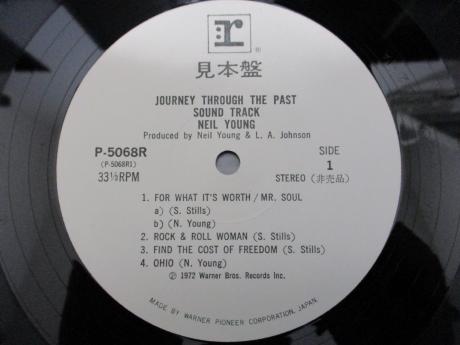 r
®
見本盤
JOURNEY THROUGH THE PAST
SOUND TRACK
NEIL YOUNG
Produced by Neil Young & L. A. Johnson
P-5068R
(P-5068R1)
33⅓RPM
SIDE
1
STEREO (非売品)
1. FOR WHAT IT'S WORTH / MR. SOUL
a) (S. Stills)
b) (N. Young)
2. ROCK & ROLL WOMAN (S. Stills)
3. FIND THE COST OF FREEDOM (S. Stills)
4. OHIO (N. Young)
℗ 1972 Warner Bros. Records Inc.
MADE BY WARNER PIONEER CORPORATION, JAPAN.